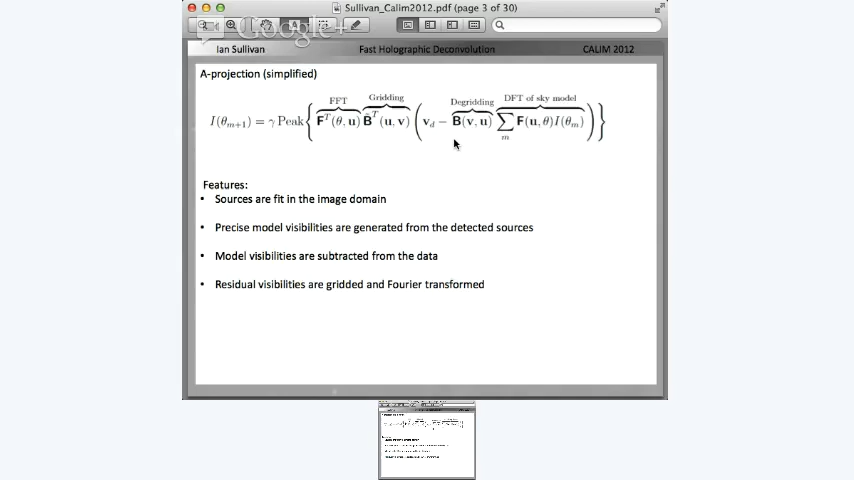 Sullivan_Calim2012.pdf (page 3 of 30)
Google+
Ian Sullivan Fast Holographic Deconvolution CALIM 2012
A-projection (simplified)
FFT Gridding Degridding DFT of sky model
I(θₘ₊₁) = γ Peak{Fᵀ(θ, u) B̃ᵀ(u, v) (v_d − B(v, u) ∑ₘ F(u, θ)I(θₘ))}
Features:
• Sources are fit in the image domain
• Precise model visibilities are generated from the detected sources
• Model visibilities are subtracted from the data
• Residual visibilities are gridded and Fourier transformed